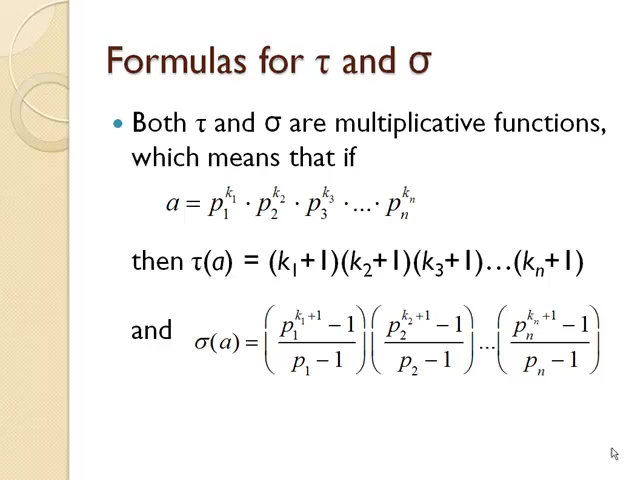 Formulas for τ and σ
• Both τ and σ are multiplicative functions,
which means that if
a = p₁^{k₁} · p₂^{k₂} · p₃^{k₃} · ... · pₙ^{kₙ}
then τ(a) = (k₁+1)(k₂+1)(k₃+1)…(kₙ+1)
and σ(a) = ((p₁^{k₁+1} − 1)/(p₁ − 1)) ((p₂^{k₂+1} − 1)/(p₂ − 1)) ... ((pₙ^{kₙ+1} − 1)/(pₙ − 1))